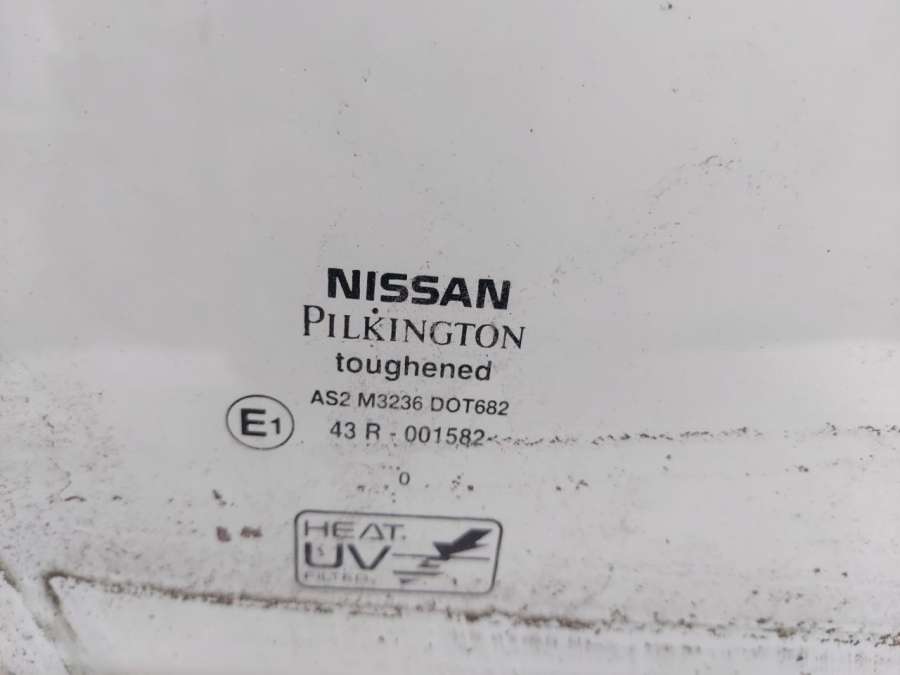 NISSAN
PILKINGTON
toughened
AS2 M3236 DOT682
E1
43 R - 001582
0
HEAT.
UV
FILTER